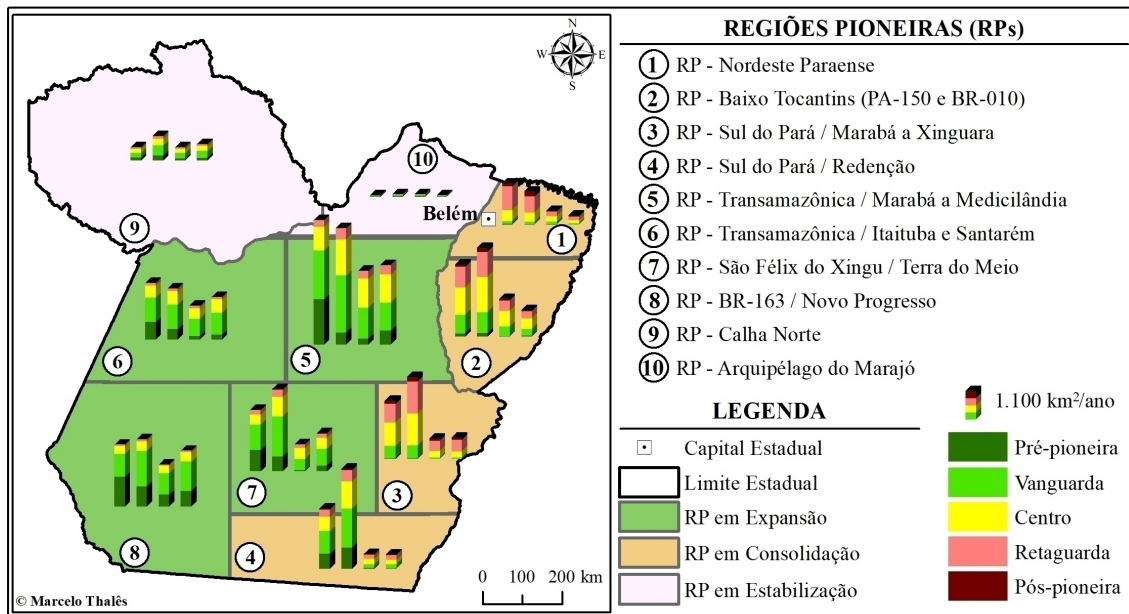 N
W E
S
10
Belém
9
1
6
5
2
7
3
8
4
0 100 200 km
© Marcelo Thalês
REGIÕES PIONEIRAS (RPs)
1 RP - Nordeste Paraense
2 RP - Baixo Tocantins (PA-150 e BR-010)
3 RP - Sul do Pará / Marabá a Xinguara
4 RP - Sul do Pará / Redenção
5 RP - Transamazônica / Marabá a Medicilândia
6 RP - Transamazônica / Itaituba e Santarém
7 RP - São Félix do Xingu / Terra do Meio
8 RP - BR-163 / Novo Progresso
9 RP - Calha Norte
10 RP - Arquipélago do Marajó
LEGENDA
Capital Estadual
Limite Estadual
RP em Expansão
RP em Consolidação
RP em Estabilização
1.100 km²/ano
Pré-pioneira
Vanguarda
Centro
Retaguarda
Pós-pioneira